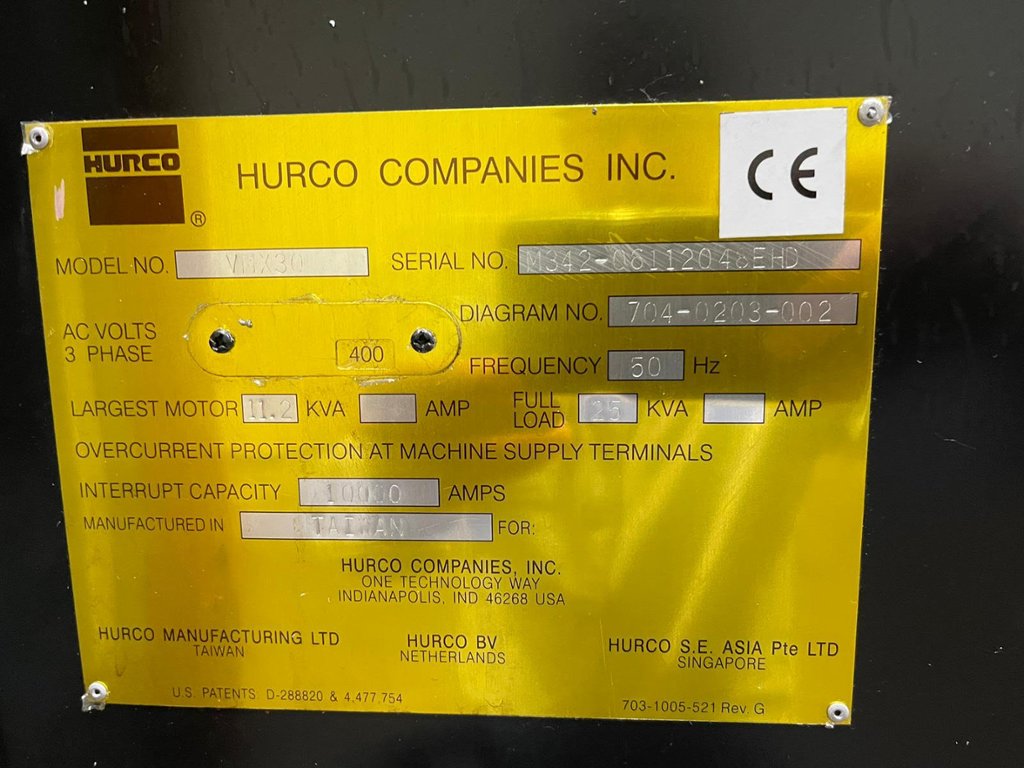 HURCO
®
HURCO COMPANIES INC.
CE
MODEL NO. VMX30 SERIAL NO. M342-06112048EHD
DIAGRAM NO. 704-0203-002
AC VOLTS
3 PHASE
400
FREQUENCY 50 Hz
LARGEST MOTOR 11.2 KVA AMP FULL LOAD 25 KVA AMP
OVERCURRENT PROTECTION AT MACHINE SUPPLY TERMINALS
INTERRUPT CAPACITY 10000 AMPS
MANUFACTURED IN TAIWAN FOR:
HURCO COMPANIES, INC.
ONE TECHNOLOGY WAY
INDIANAPOLIS, IND 46268 USA
HURCO MANUFACTURING LTD
TAIWAN
HURCO BV
NETHERLANDS
HURCO S.E. ASIA Pte LTD
SINGAPORE
U.S. PATENTS: D-288820 & 4,477,754
703-1005-521 Rev. G